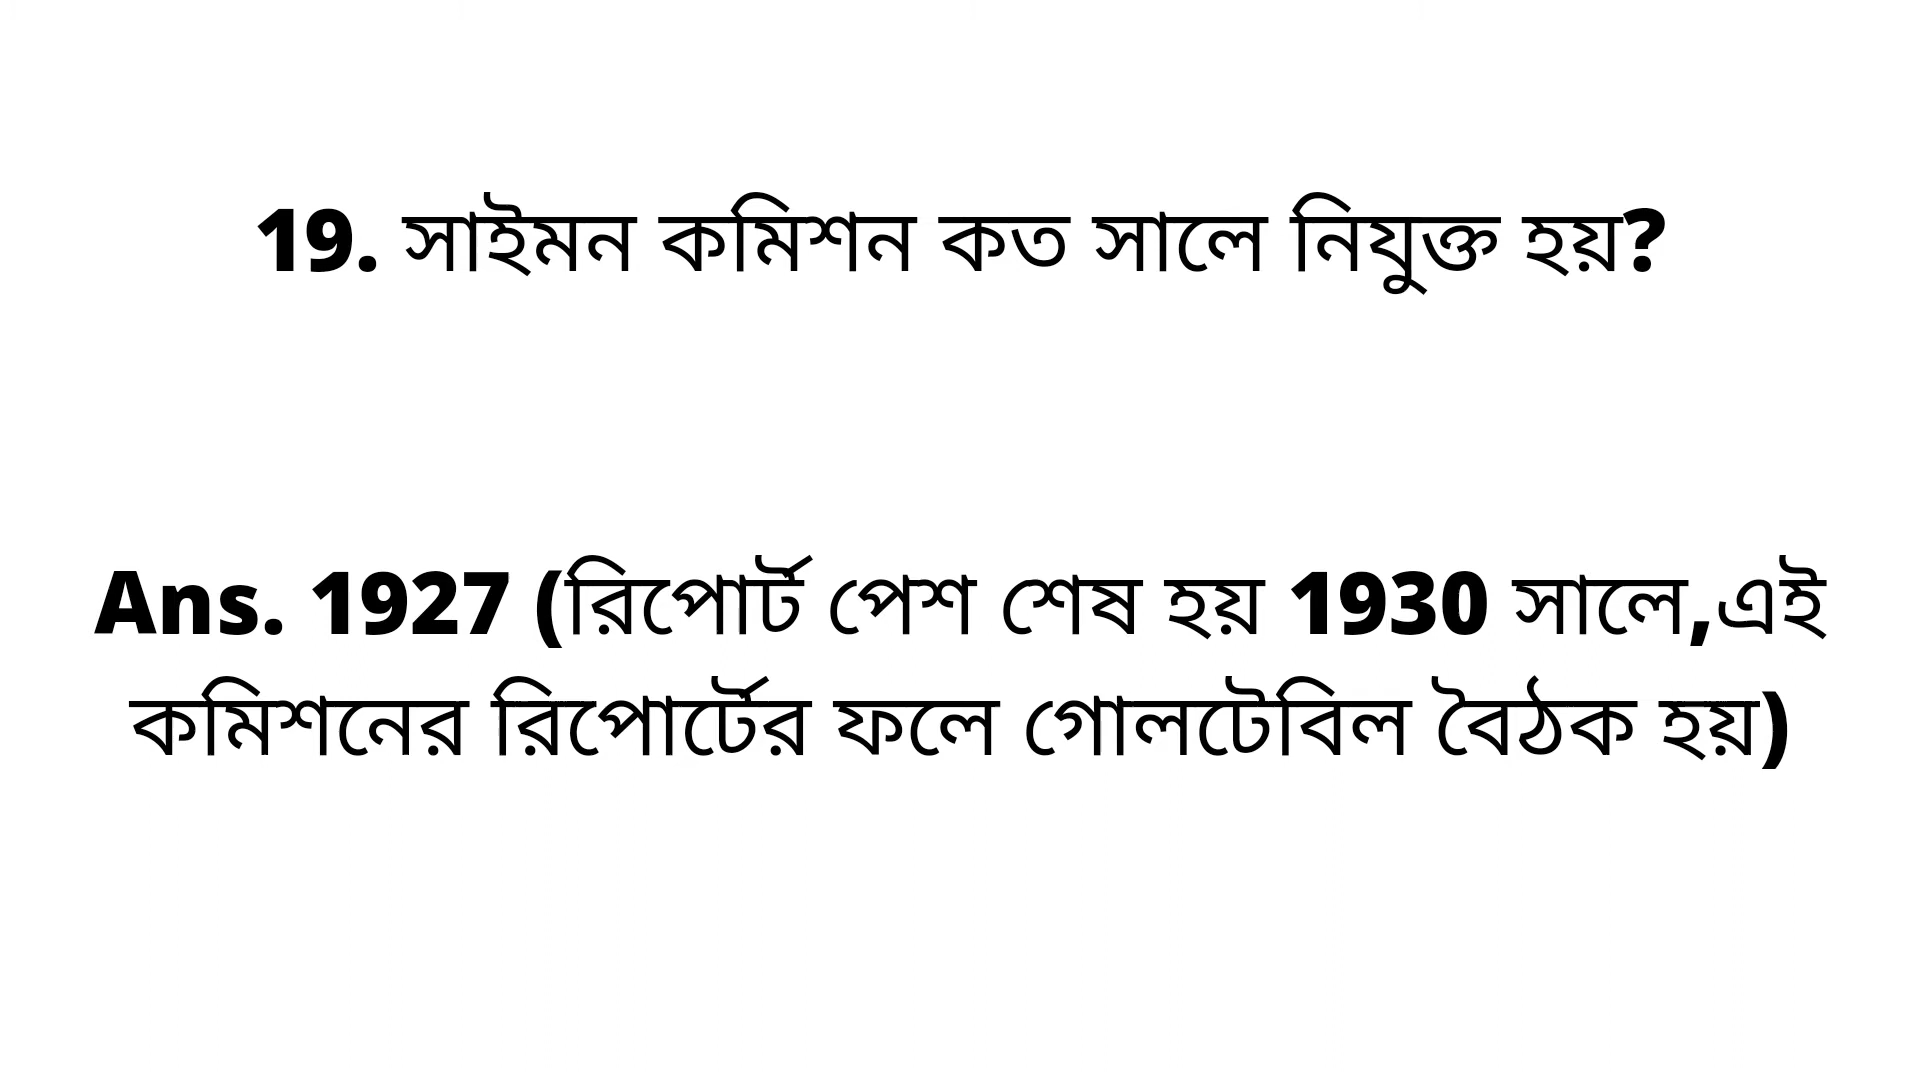 19. সাইমন কমিশন কত সালে নিযুক্ত হয়?
Ans. 1927 (রিপোর্ট পেশ শেষ হয় 1930 সালে,এই
কমিশনের রিপোর্টের ফলে গোলটেবিল বৈঠক হয়)